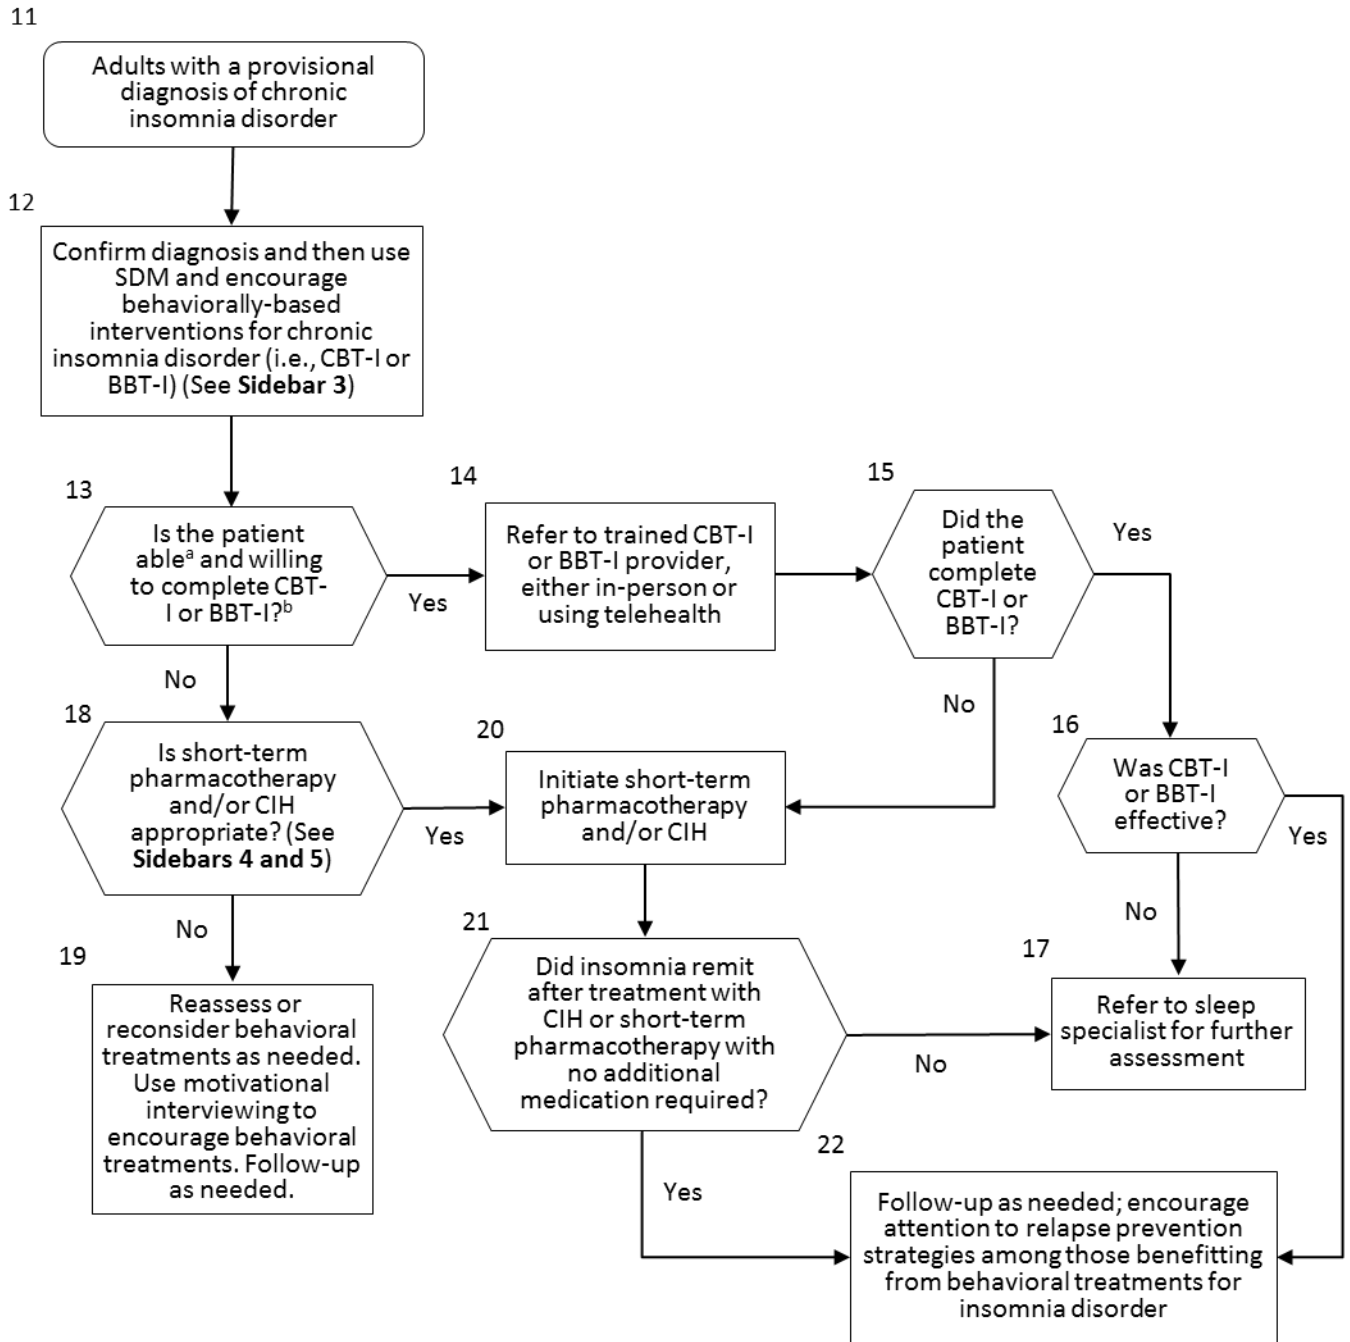 11
Adults with a provisional
diagnosis of chronic
insomnia disorder
12
Confirm diagnosis and then use
SDM and encourage
behaviorally-based
interventions for chronic
insomnia disorder (i.e., CBT-I or
BBT-I) (See Sidebar 3)
13
Is the patient
ableᵃ and willing
to complete CBT-
I or BBT-I?ᵇ
Yes
No
14
Refer to trained CBT-I
or BBT-I provider,
either in-person or
using telehealth
15
Did the
patient
complete
CBT-I or
BBT-I?
Yes
No
16
Was CBT-I
or BBT-I
effective?
Yes
No
17
Refer to sleep
specialist for further
assessment
18
Is short-term
pharmacotherapy
and/or CIH
appropriate? (See
Sidebars 4 and 5)
Yes
No
19
Reassess or
reconsider behavioral
treatments as needed.
Use motivational
interviewing to
encourage behavioral
treatments. Follow-up
as needed.
20
Initiate short-term
pharmacotherapy
and/or CIH
21
Did insomnia remit
after treatment with
CIH or short-term
pharmacotherapy with
no additional
medication required?
No
Yes
22
Follow-up as needed; encourage
attention to relapse prevention
strategies among those benefitting
from behavioral treatments for
insomnia disorder